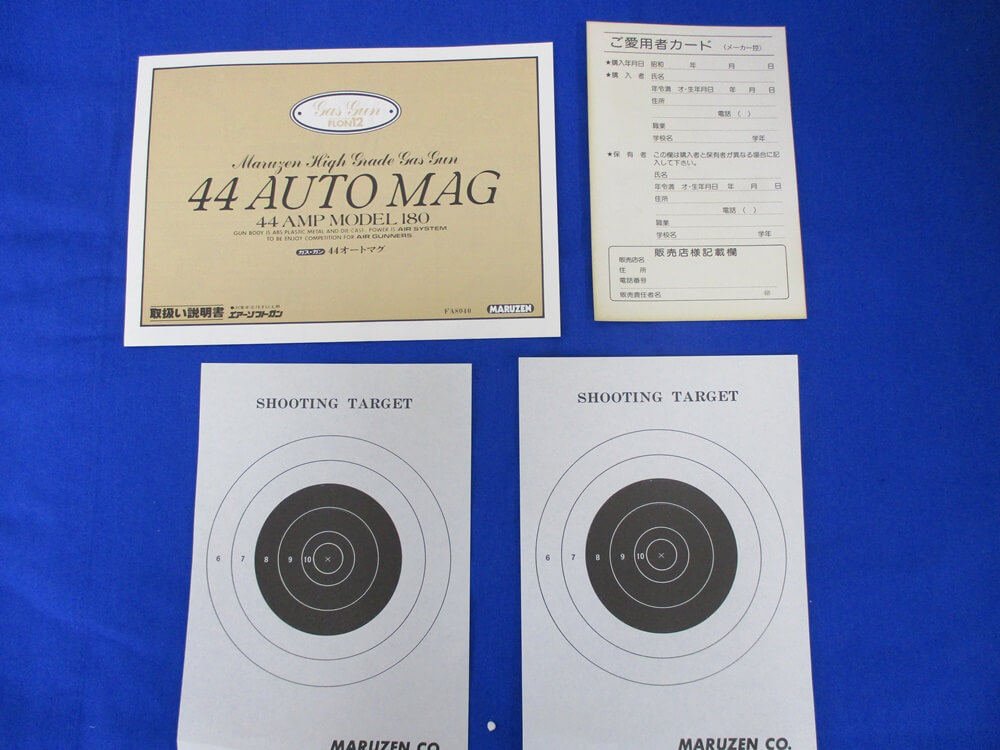 Gas Gun
FLON12
Maruzen High Grade Gas Gun
44 AUTO MAG
44 AMP MODEL 180
GUN BODY IS ABS PLASTIC METAL AND DIE CAST. POWER IS AIR SYSTEM
TO BE ENJOY COMPETITION FOR AIR GUNNERS
ガス・ガン 44オートマグ
取扱い説明書
エアーソフトガン
FA8040
MARUZEN
ご愛用者カード (メーカー控)
★購入年月日 昭和 年 月 日
★購入者 氏名
年令満 才・生年月日 年 月 日
住所
電話 ( )
職業
学校名 学年
★保有者 この欄は購入者と保有者が異なる場合に記
入して下さい。
氏名
年令満 才・生年月日 年 月 日
住所
電話 ( )
職業
学校名 学年
販売店様記載欄
販売店名
住所
電話番号
販売責任者名 ㊞
SHOOTING TARGET
6 7 8 9 10
MARUZEN CO.
SHOOTING TARGET
6 7 8 9 10
MARUZEN CO.